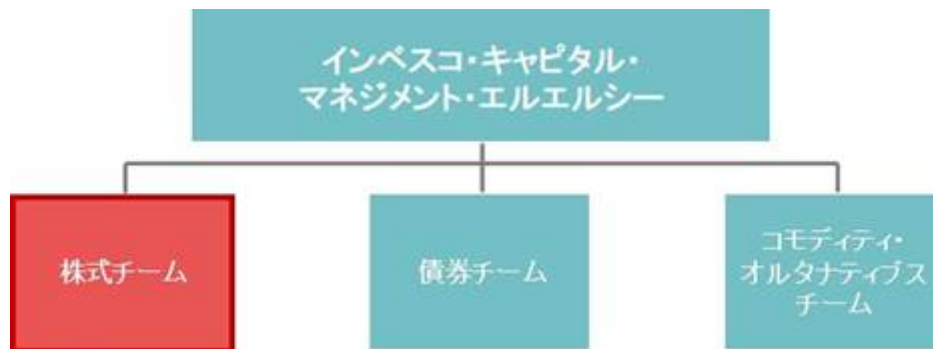 インベスコ・キャピタル・
マネジメント・エルエルシー
株式チーム
債券チーム
コモディティ・
オルタナティブス
チーム